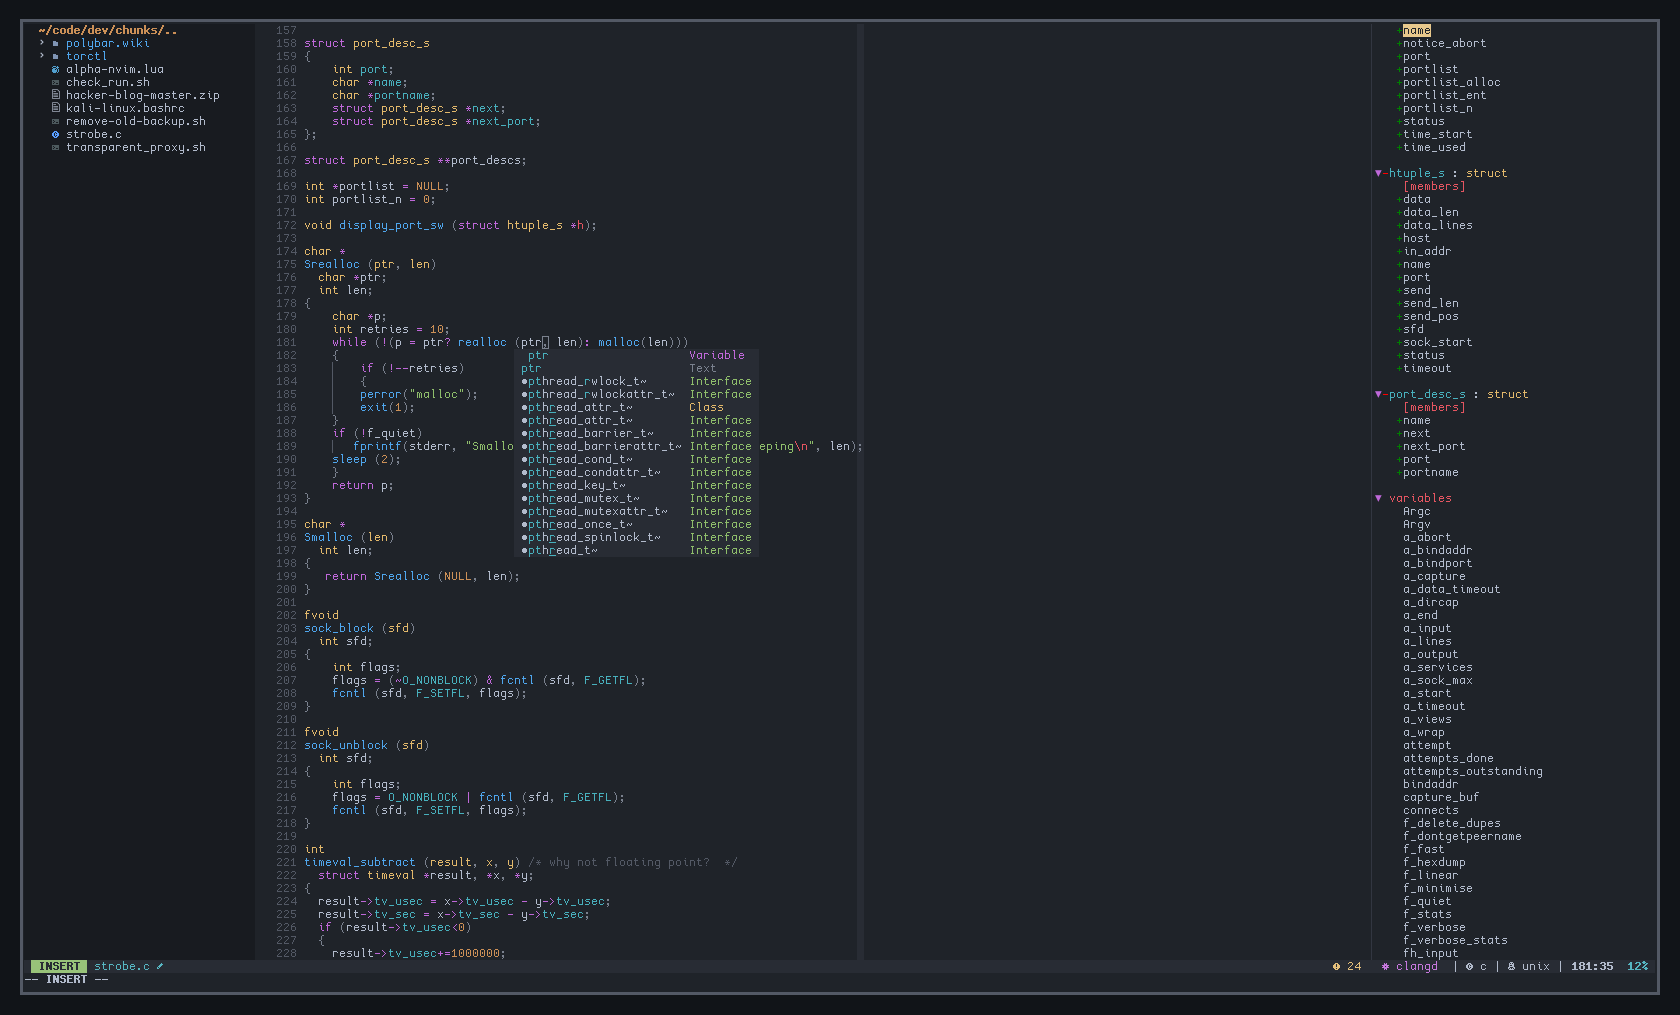 ~/code/dev/chunks/..
polybar.wiki
torctl
alpha-nvim.lua
check_run.sh
hacker-blog-master.zip
kali-linux.bashrc
remove-old-backup.sh
strobe.c
transparent_proxy.sh
157
158 struct port_desc_s
159 {
160     int port;
161     char *name;
162     char *portname;
163     struct port_desc_s *next;
164     struct port_desc_s *next_port;
165 };
166
167 struct port_desc_s **port_descs;
168
169 int *portlist = NULL;
170 int portlist_n = 0;
171
172 void display_port_sw (struct htuple_s *h);
173
174 char *
175 Srealloc (ptr, len)
176   char *ptr;
177   int len;
178 {
179     char *p;
180     int retries = 10;
181     while (!(p = ptr? realloc (ptr, len): malloc(len)))
182     {
183         if (!--retries)
184         {
185         perror("malloc");
186         exit(1);
187     }
188     if (!f_quiet)
189        fprintf(stderr, "Smallo eping\n", len);
190     sleep (2);
191     }
192     return p;
193 }
194
195 char *
196 Smalloc (len)
197   int len;
198 {
199    return Srealloc (NULL, len);
200 }
201
202 fvoid
203 sock_block (sfd)
204   int sfd;
205 {
206     int flags;
207     flags = (~O_NONBLOCK) & fcntl (sfd, F_GETFL);
208     fcntl (sfd, F_SETFL, flags);
209 }
210
211 fvoid
212 sock_unblock (sfd)
213   int sfd;
214 {
215     int flags;
216     flags = O_NONBLOCK | fcntl (sfd, F_GETFL);
217     fcntl (sfd, F_SETFL, flags);
218 }
219
220 int
221 timeval_subtract (result, x, y) /* why not floating point?  */
222   struct timeval *result, *x, *y;
223 {
224   result->tv_usec = x->tv_usec - y->tv_usec;
225   result->tv_sec = x->tv_sec - y->tv_sec;
226   if (result->tv_usec<0)
227   {
228     result->tv_usec+=1000000;
ptr Variable
ptr Text
•pthread_rwlock_t~ Interface
•pthread_rwlockattr_t~ Interface
•pthread_attr_t~ Class
•pthread_attr_t~ Interface
•pthread_barrier_t~ Interface
•pthread_barrierattr_t~ Interface
•pthread_cond_t~ Interface
•pthread_condattr_t~ Interface
•pthread_key_t~ Interface
•pthread_mutex_t~ Interface
•pthread_mutexattr_t~ Interface
•pthread_once_t~ Interface
•pthread_spinlock_t~ Interface
•pthread_t~ Interface
+name
+notice_abort
+port
+portlist
+portlist_alloc
+portlist_ent
+portlist_n
+status
+time_start
+time_used
▼-htuple_s : struct
[members]
+data
+data_len
+data_lines
+host
+in_addr
+name
+port
+send
+send_len
+send_pos
+sfd
+sock_start
+status
+timeout
▼-port_desc_s : struct
[members]
+name
+next
+next_port
+port
+portname
▼ variables
Argc
Argv
a_abort
a_bindaddr
a_bindport
a_capture
a_data_timeout
a_dircap
a_end
a_input
a_lines
a_output
a_services
a_sock_max
a_start
a_timeout
a_views
a_wrap
attempt
attempts_done
attempts_outstanding
bindaddr
capture_buf
connects
f_delete_dupes
f_dontgetpeername
f_fast
f_hexdump
f_linear
f_minimise
f_quiet
f_stats
f_verbose
f_verbose_stats
fh_input
INSERT strobe.c 24 clangd | c | unix | 181:35 12%
-- INSERT --